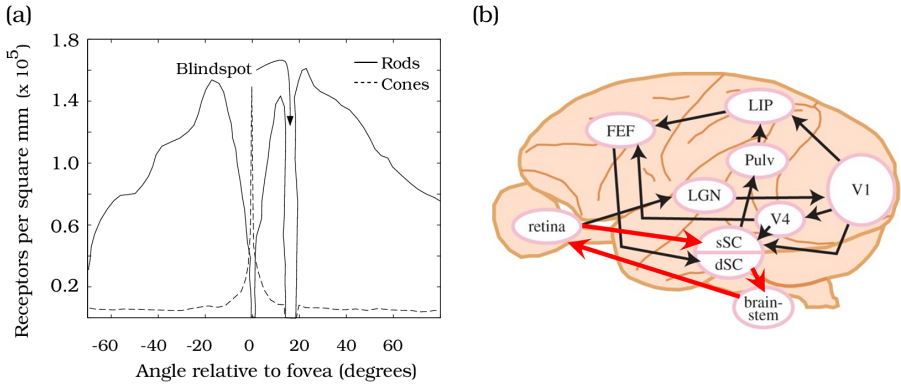 (a)
Receptors per square mm (x 10⁵)
1.8
1.4
1.0
0.6
0.2
Blindspot
Rods
Cones
-60 -40 -20 0 20 40 60
Angle relative to fovea (degrees)
(b)
LIP
FEF
Pulv
V1
LGN
V4
retina
sSC
dSC
brain-
stem